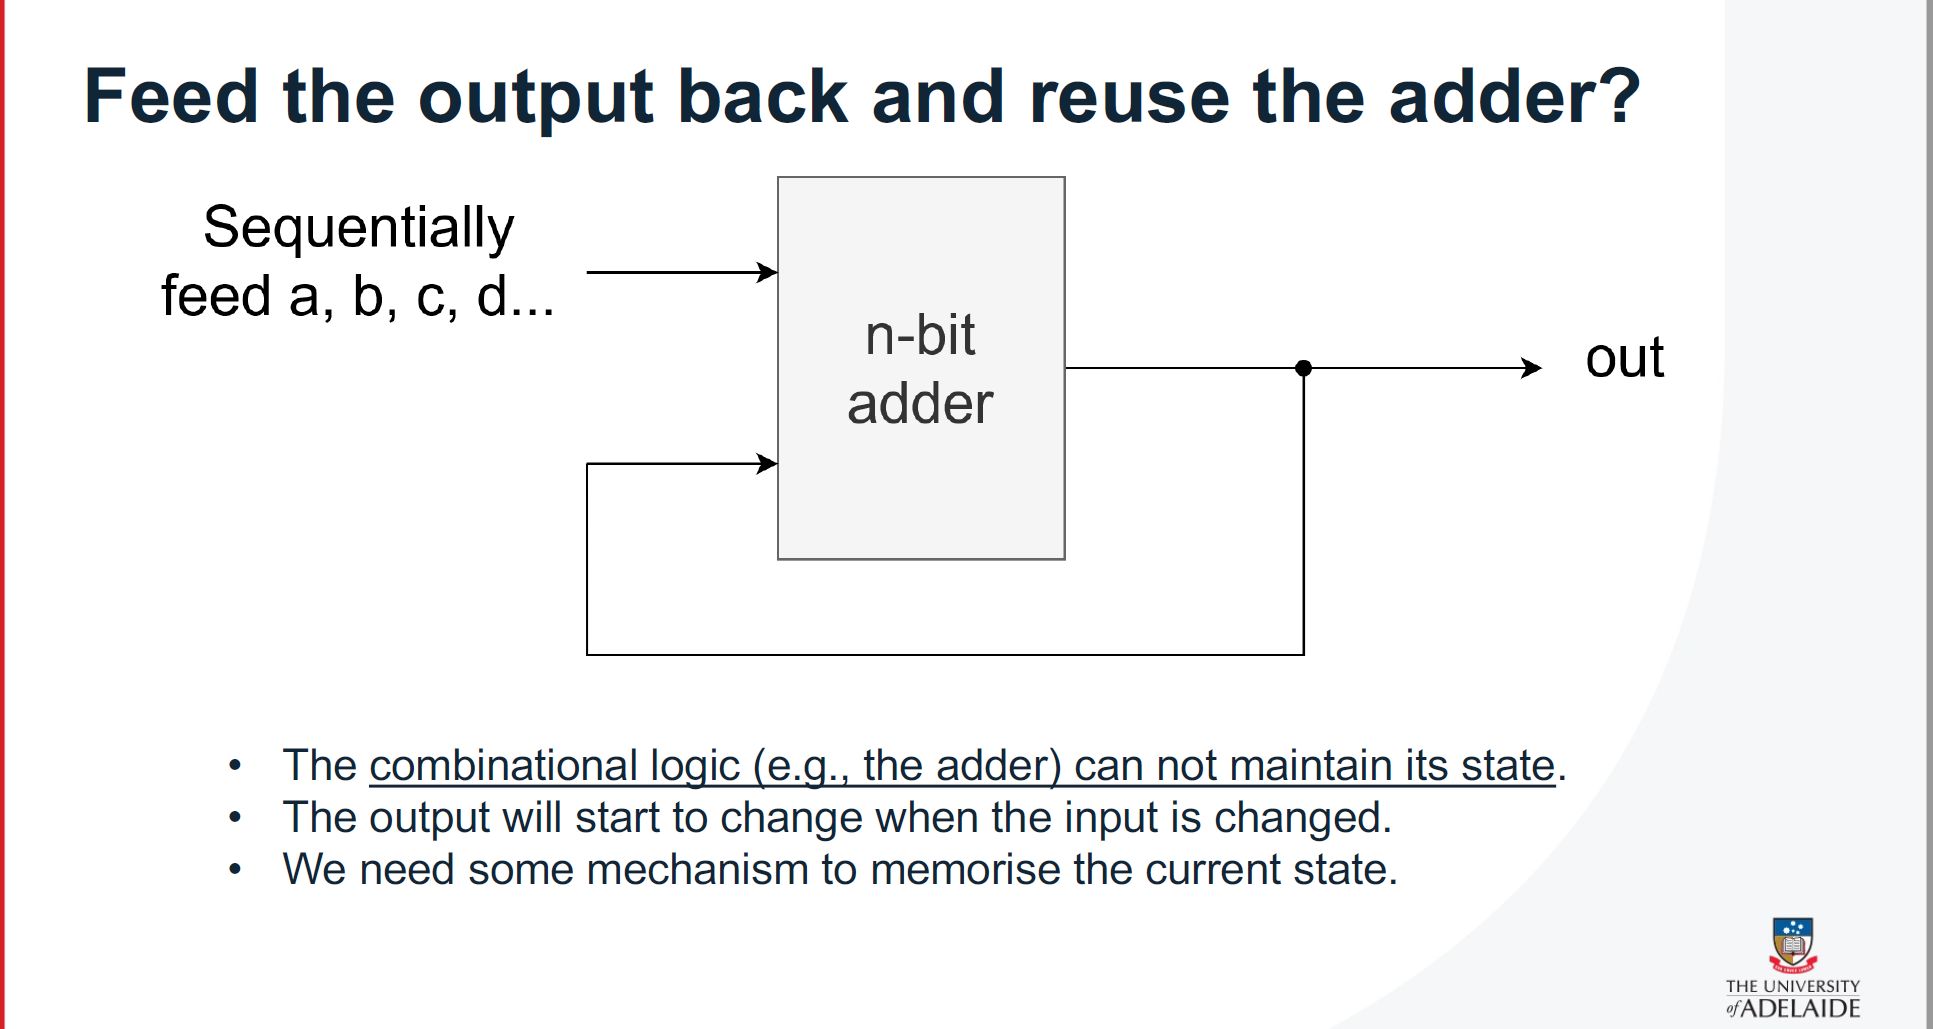 Feed the output back and reuse the adder?
Sequentially
feed a, b, c, d...
n-bit
adder
out
• The combinational logic (e.g., the adder) can not maintain its state.
• The output will start to change when the input is changed.
• We need some mechanism to memorise the current state.
THE UNIVERSITY
of ADELAIDE